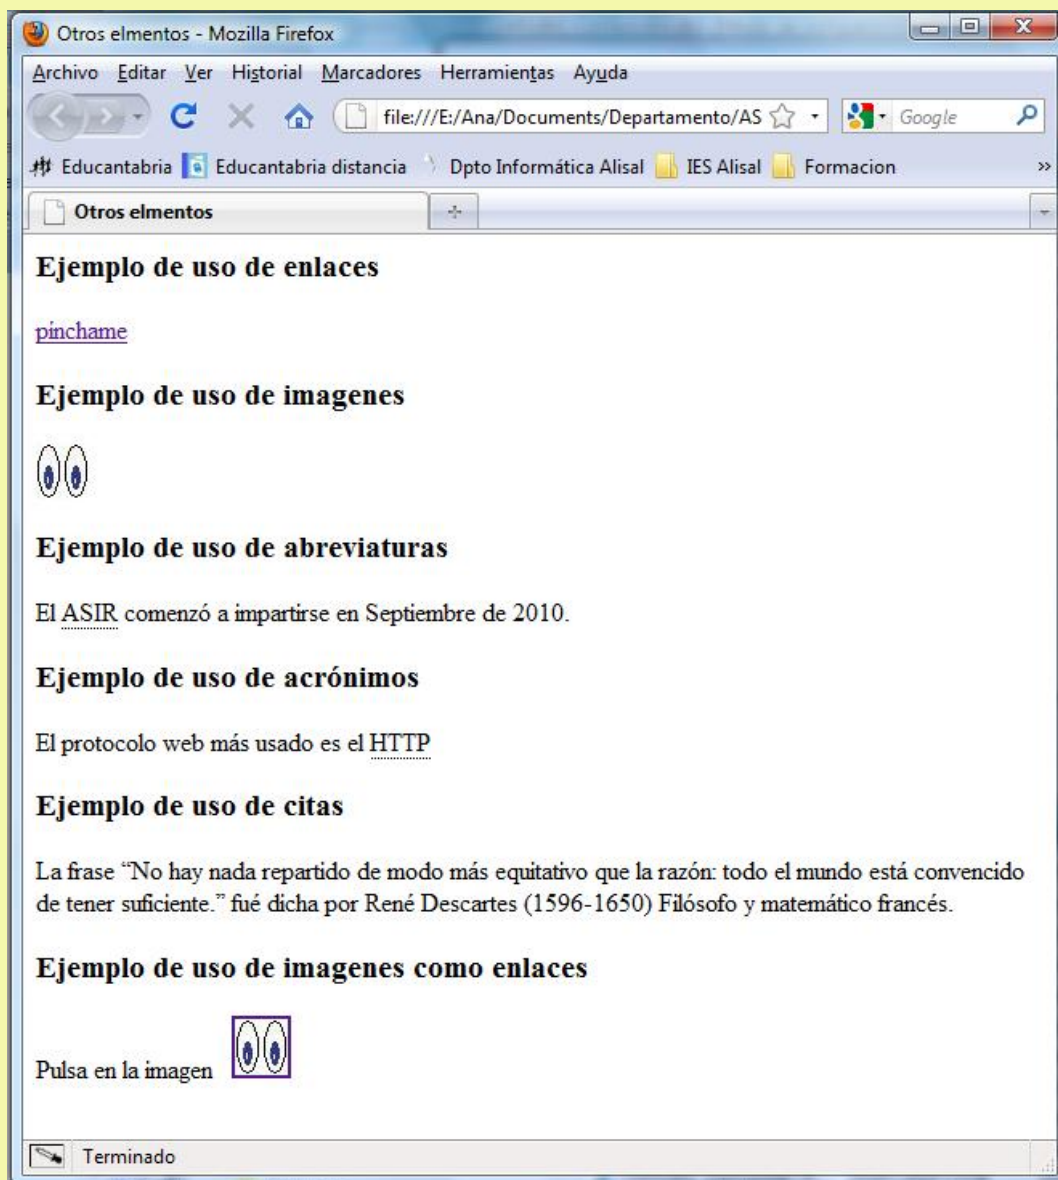 Otros elmentos - Mozilla Firefox
Archivo Editar Ver Historial Marcadores Herramientas Ayuda
file:///E:/Ana/Documents/Departamento/AS Google
Educantabria Educantabria distancia Dpto Informática Alisal IES Alisal Formacion »
Otros elmentos
Ejemplo de uso de enlaces
pínchame
Ejemplo de uso de imagenes
Ejemplo de uso de abreviaturas
El ASIR comenzó a impartirse en Septiembre de 2010.
Ejemplo de uso de acrónimos
El protocolo web más usado es el HTTP
Ejemplo de uso de citas
La frase “No hay nada repartido de modo más equitativo que la razón: todo el mundo está convencido
de tener suficiente.” fué dicha por René Descartes (1596-1650) Filósofo y matemático francés.
Ejemplo de uso de imagenes como enlaces
Pulsa en la imagen
Terminado